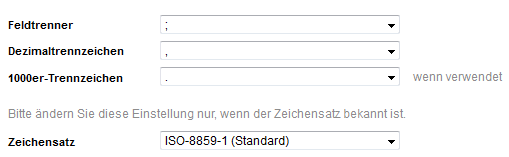 Feldtrenner ;
Dezimaltrennzeichen ,
1000er-Trennzeichen . wenn verwendet
Bitte ändern Sie diese Einstellung nur, wenn der Zeichensatz bekannt ist.
Zeichensatz ISO-8859-1 (Standard)